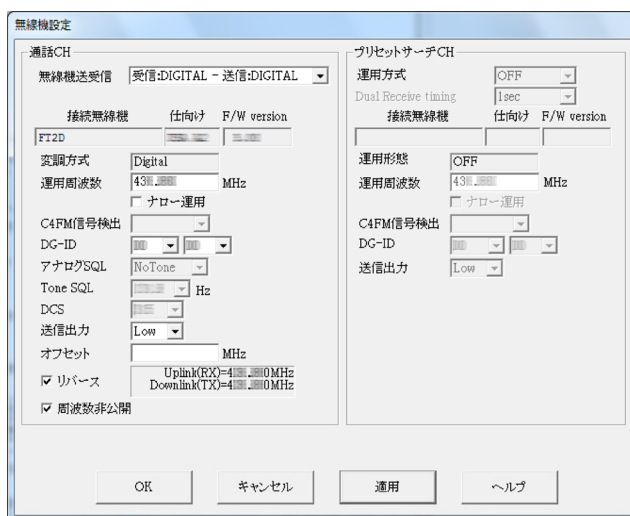 無線機設定
通話CH
無線機送受信 受信:DIGITAL - 送信:DIGITAL
接続無線機 仕向け F/W version
FT2D
変調方式 Digital
運用周波数 MHz
ナロー運用
C4FM信号検出
DG-ID
アナログSQL NoTone
Tone SQL Hz
DCS
送信出力 Low
オフセット MHz
リバース Uplink(RX)=4 0MHz
Downlink(TX)=4 0MHz
周波数非公開
プリセットサーチCH
運用方式 OFF
Dual Receive timing 1sec
接続無線機 仕向け F/W version
運用形態 OFF
運用周波数 MHz
ナロー運用
C4FM信号検出
DG-ID
送信出力 Low
OK キャンセル 適用 ヘルプ